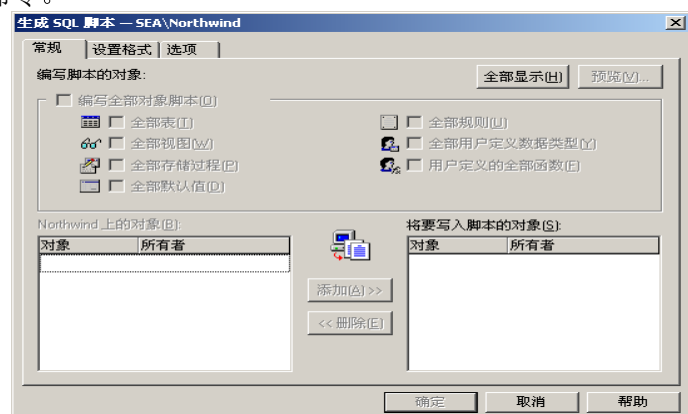 生成 SQL 脚本 — SEA\Northwind
常规 设置格式 选项
编写脚本的对象: 全部显示(H) 预览(V)...
编写全部对象脚本(O)
全部表(T) 全部规则(U)
全部视图(W) 全部用户定义数据类型(Y)
全部存储过程(P) 用户定义的全部函数(F)
全部默认值(D)
Northwind 上的对象(B): 将要写入脚本的对象(S):
对象 所有者 对象 所有者
添加(A) >>
<< 删除(E)
确定 取消 帮助